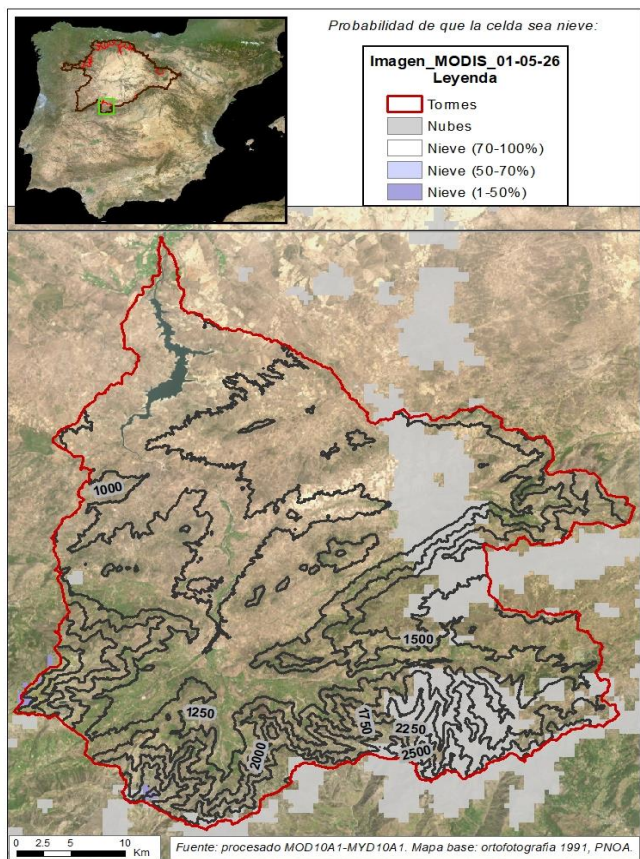 Probabilidad de que la celda sea nieve:
Imagen_MODIS_01-05-26
Leyenda
Tormes
Nubes
Nieve (70-100%)
Nieve (50-70%)
Nieve (1-50%)
1000
1500
1250
1750
2000
2250
2500
0 2.5 5 10
Km
Fuente: procesado MOD10A1-MYD10A1. Mapa base: ortofotografía 1991, PNOA.